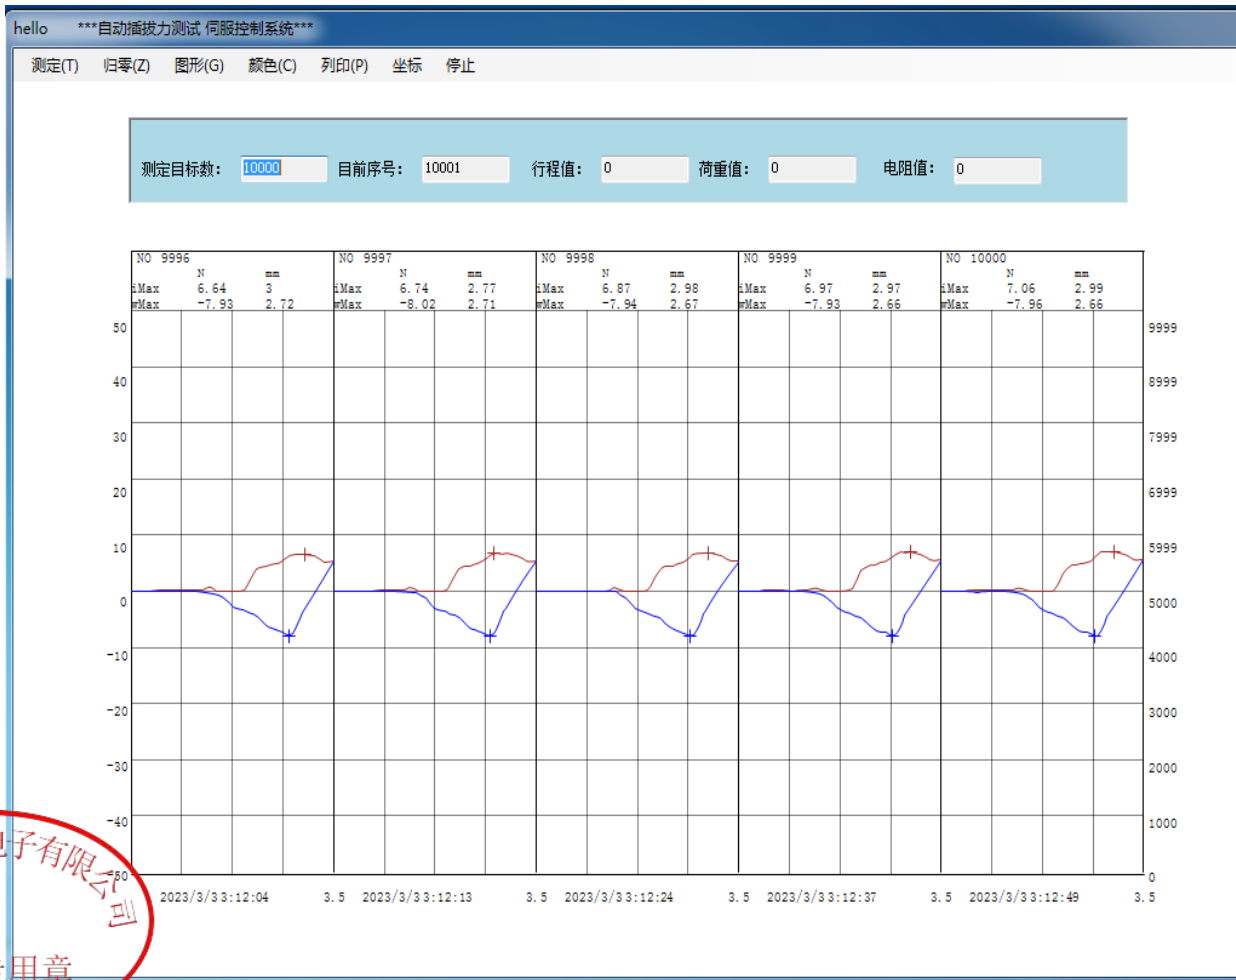 hello ***自动插拔力测试 伺服控制系统***
测定(T) 归零(Z) 图形(G) 颜色(C) 列印(P) 坐标 停止
测定目标数： 10000 目前序号： 10001 行程值： 0 荷重值： 0 电阻值： 0
NO 9996 NO 9997 NO 9998 NO 9999 NO 10000
N mm N mm N mm N mm N mm
iMax 6.64 3 iMax 6.74 2.77 iMax 6.87 2.98 iMax 6.97 2.97 iMax 7.06 2.99
wMax -7.93 2.72 wMax -8.02 2.71 wMax -7.94 2.67 wMax -7.93 2.66 wMax -7.96 2.66
50 9999
40 8999
30 7999
20 6999
10 5999
0 5000
-10 4000
-20 3000
-30 2000
-40 1000
-50 0
2023/3/3 3:12:04 3.5 2023/3/3 3:12:13 3.5 2023/3/3 3:12:24 3.5 2023/3/3 3:12:37 3.5 2023/3/3 3:12:49 3.5
子有限公司
用章